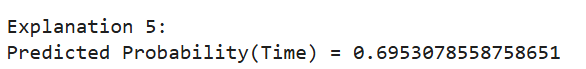 Explanation 5:
Predicted Probability(Time) = 0.6953078558758651